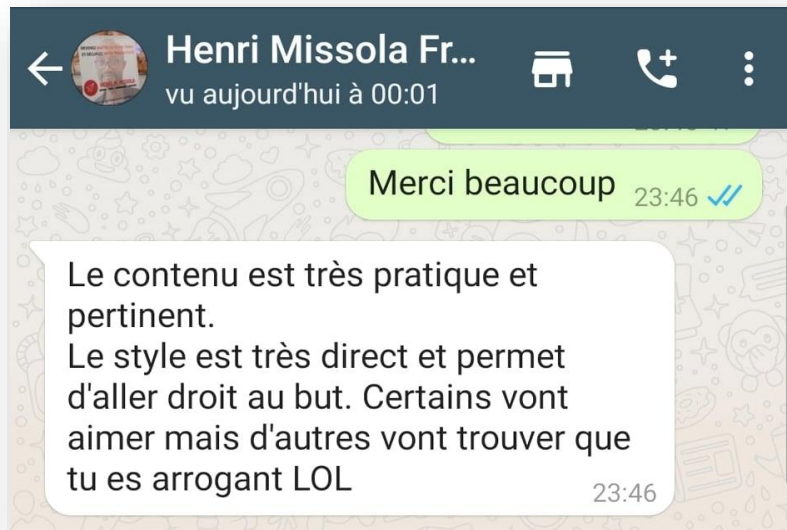 Henri Missola Fr...
vu aujourd'hui à 00:01
Merci beaucoup 23:46
Le contenu est très pratique et
pertinent.
Le style est très direct et permet
d'aller droit au but. Certains vont
aimer mais d'autres vont trouver que
tu es arrogant LOL
23:46